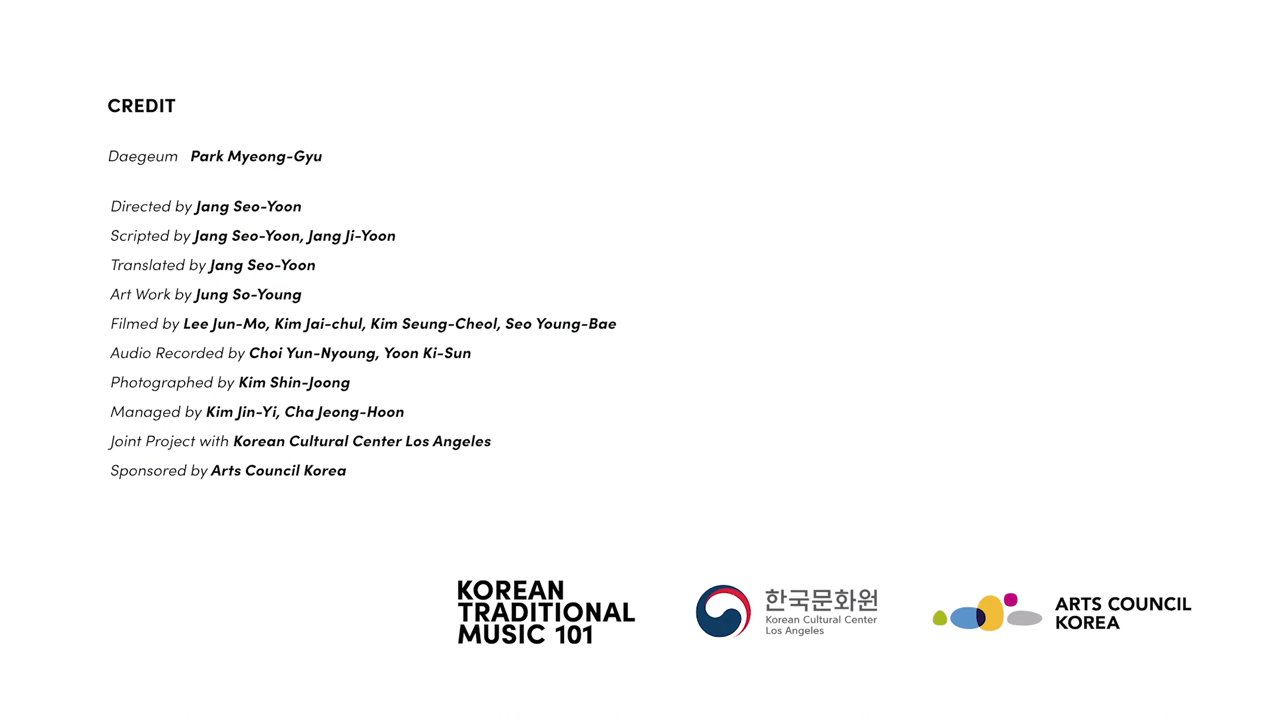 CREDIT
Daegeum Park Myeong-Gyu
Directed by Jang Seo-Yoon
Scripted by Jang Seo-Yoon, Jang Ji-Yoon
Translated by Jang Seo-Yoon
Art Work by Jung So-Young
Filmed by Lee Jun-Mo, Kim Jai-chul, Kim Seung-Cheol, Seo Young-Bae
Audio Recorded by Choi Yun-Nyoung, Yoon Ki-Sun
Photographed by Kim Shin-Joong
Managed by Kim Jin-Yi, Cha Jeong-Hoon
Joint Project with Korean Cultural Center Los Angeles
Sponsored by Arts Council Korea
KOREAN
TRADITIONAL
MUSIC 101
한국문화원
Korean Cultural Center
Los Angeles
ARTS COUNCIL
KOREA